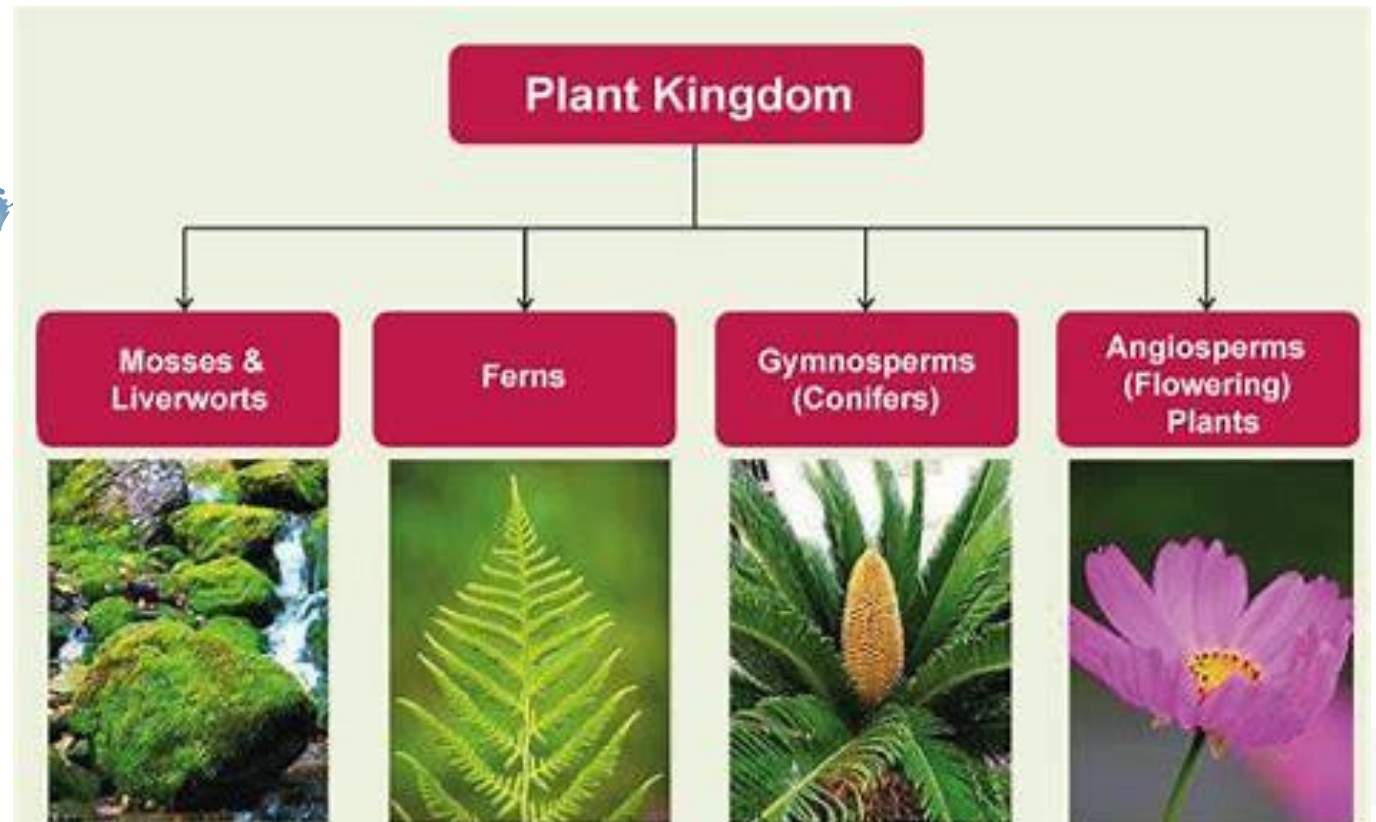 Plant Kingdom
Mosses &
Liverworts
Ferns
Gymnosperms
(Conifers)
Angiosperms
(Flowering)
Plants